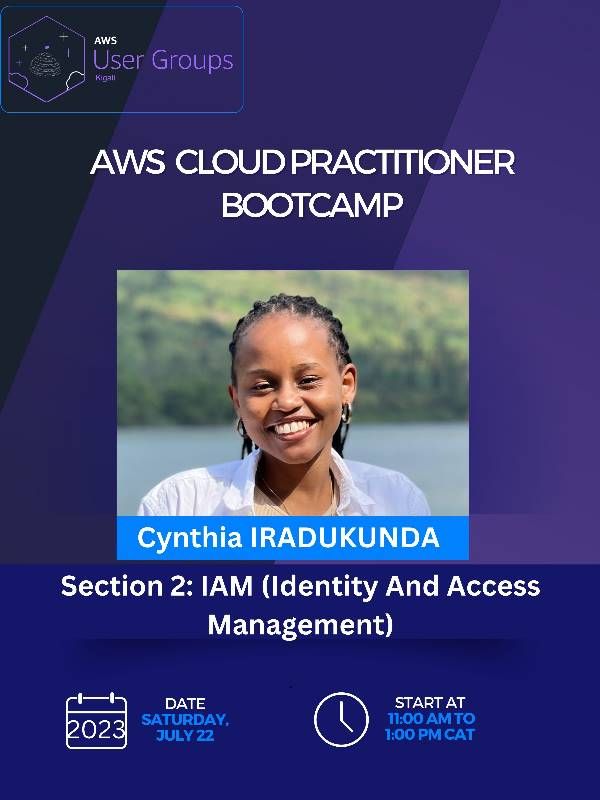 AWS
User Groups
Kigali
AWS CLOUD PRACTITIONER
BOOTCAMP
Cynthia IRADUKUNDA
Section 2: IAM (Identity And Access
Management)
2023
DATE
SATURDAY,
JULY 22
START AT
11:00 AM TO
1:00 PM CAT